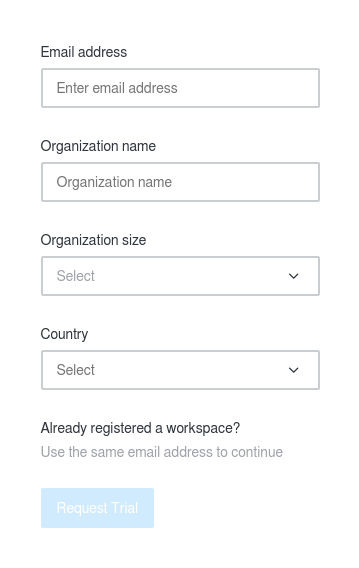 Email address
Enter email address
Organization name
Organization name
Organization size
Select
Country
Select
Already registered a workspace?
Use the same email address to continue
Request Trial